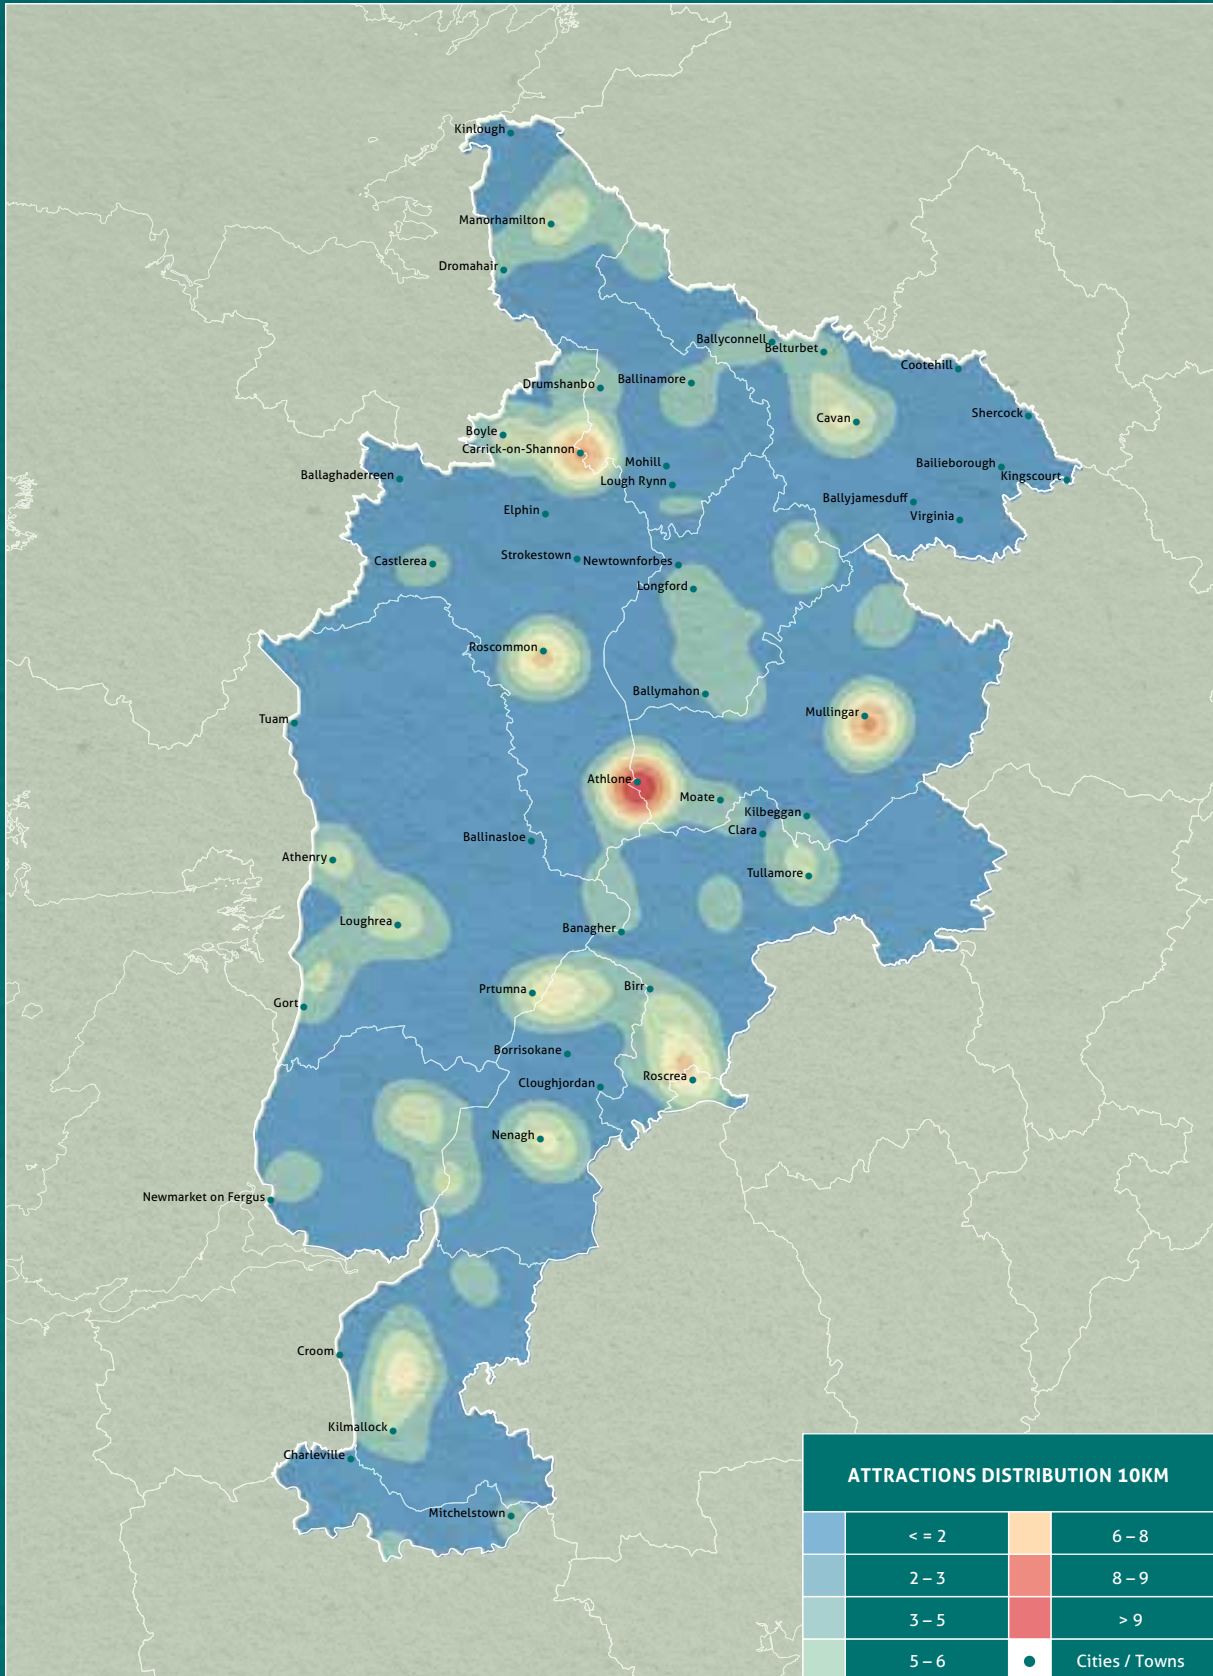 Kinlough
Manorhamilton
Dromahair
Ballyconnell
Belturbet
Cootehill
Drumshanbo
Ballinamore
Shercock
Cavan
Boyle
Carrick-on-Shannon
Mohill
Bailieborough
Ballaghaderreen
Kingscourt
Lough Rynn
Ballyjamesduff
Elphin
Virginia
Strokestown
Castlerea
Newtownforbes
Longford
Roscommon
Ballymahon
Mullingar
Tuam
Athlone
Moate
Kilbeggan
Clara
Ballinasloe
Athenry
Tullamore
Loughrea
Banagher
Birr
Prtumna
Gort
Borrisokane
Roscrea
Cloughjordan
Nenagh
Newmarket on Fergus
Croom
Kilmallock
Charleville
Mitchelstown
ATTRACTIONS DISTRIBUTION 10KM
< = 2
6 – 8
2 – 3
8 – 9
3 – 5
> 9
5 – 6
Cities / Towns